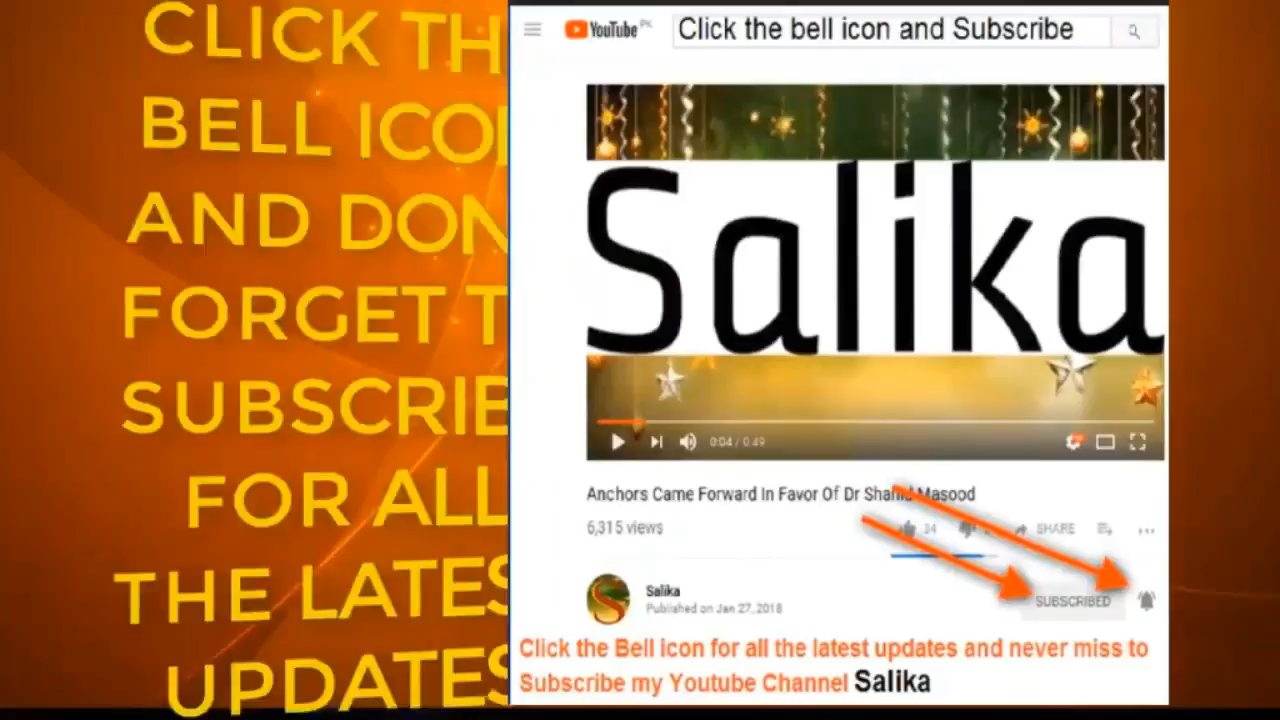 CLICK TH
BELL ICO
AND DON
FORGET T
SUBSCRIBE
FOR ALL
THE LATES
UPDATES
YouTube PK
Click the bell icon and Subscribe
Salika
0:04 / 0:49
Anchors Came Forward In Favor Of Dr Shahid Masood
6,315 views
34
SHARE
Salika
Published on Jan 27, 2018
SUBSCRIBED
Click the Bell icon for all the latest updates and never miss to
Subscribe my Youtube Channel Salika